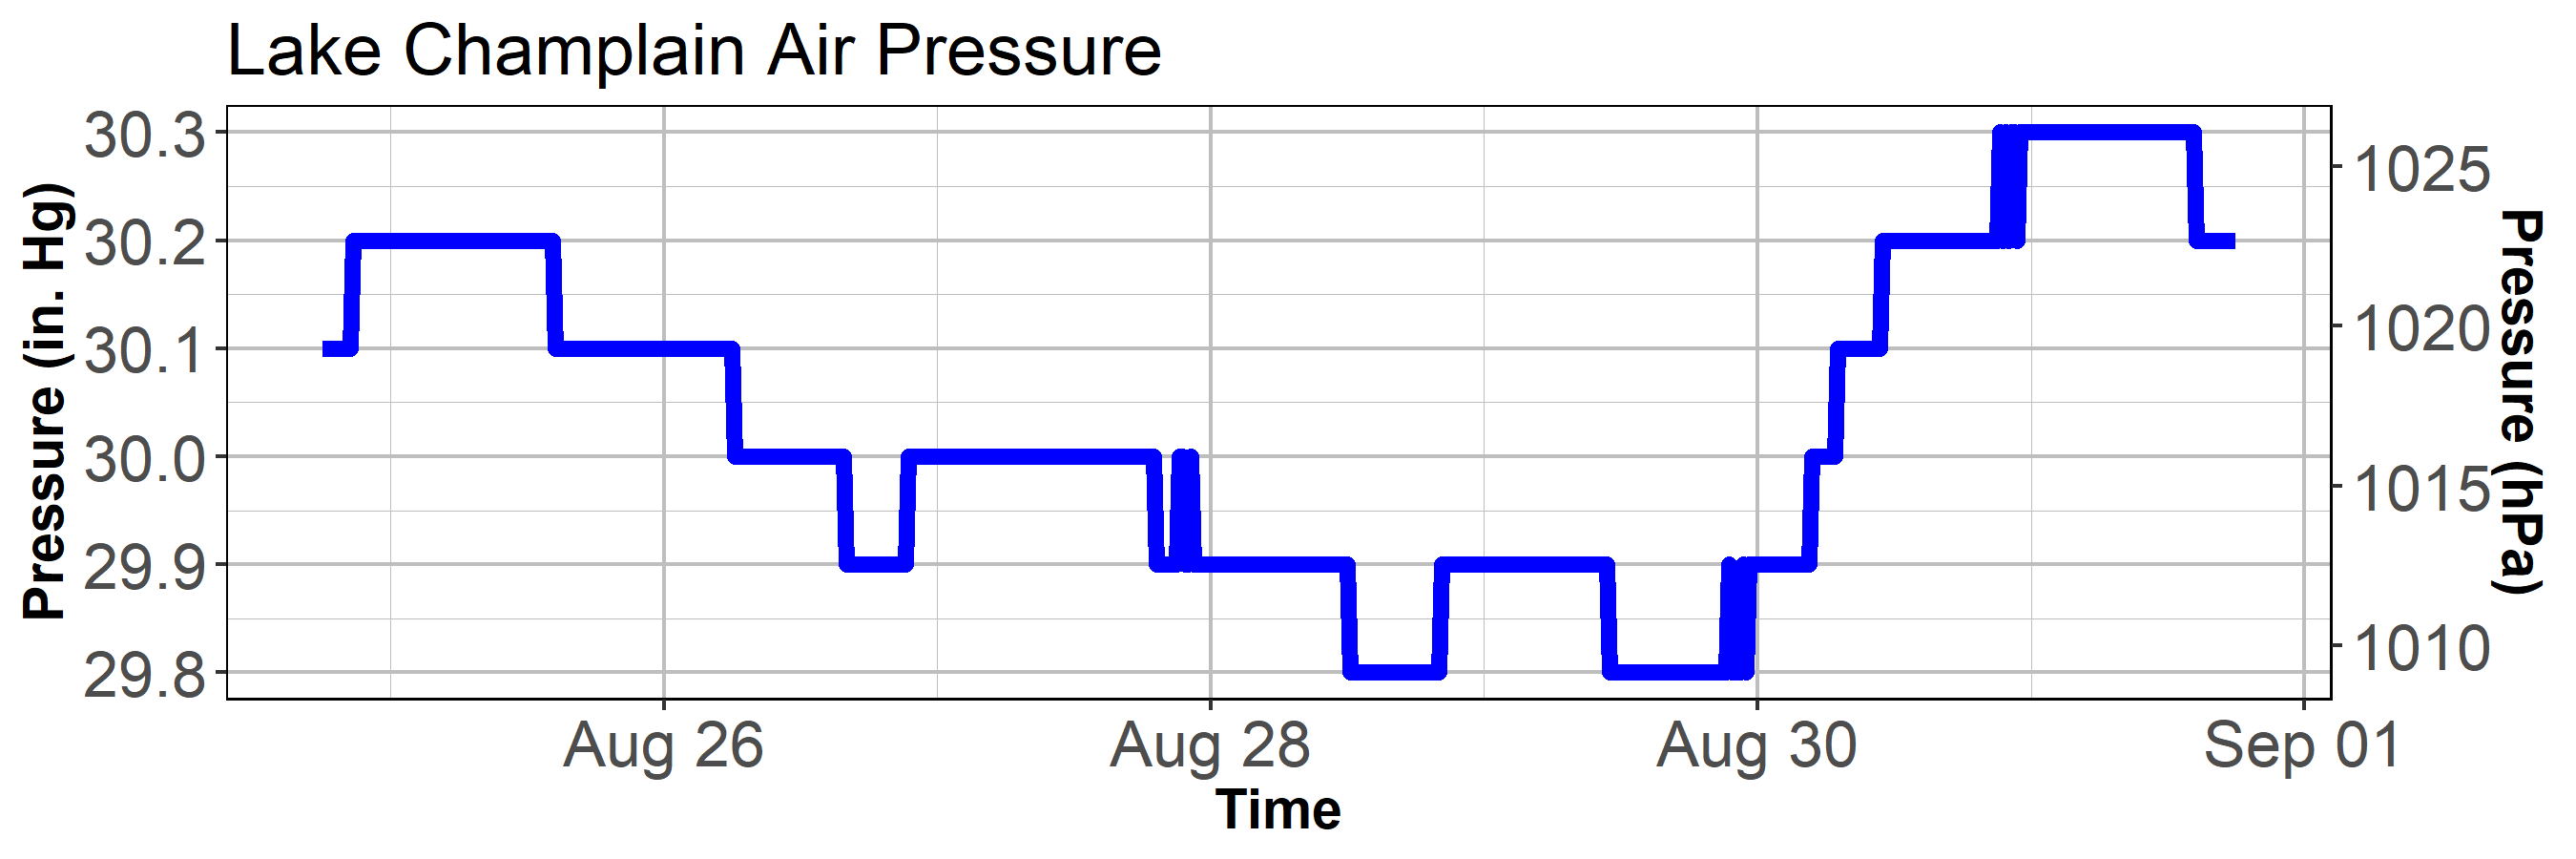 Lake Champlain Air Pressure
Pressure (in. Hg)
30.3
30.2
30.1
30.0
29.9
29.8
1025
1020
1015
1010
Pressure (hPa)
Aug 26 Aug 28 Aug 30 Sep 01
Time